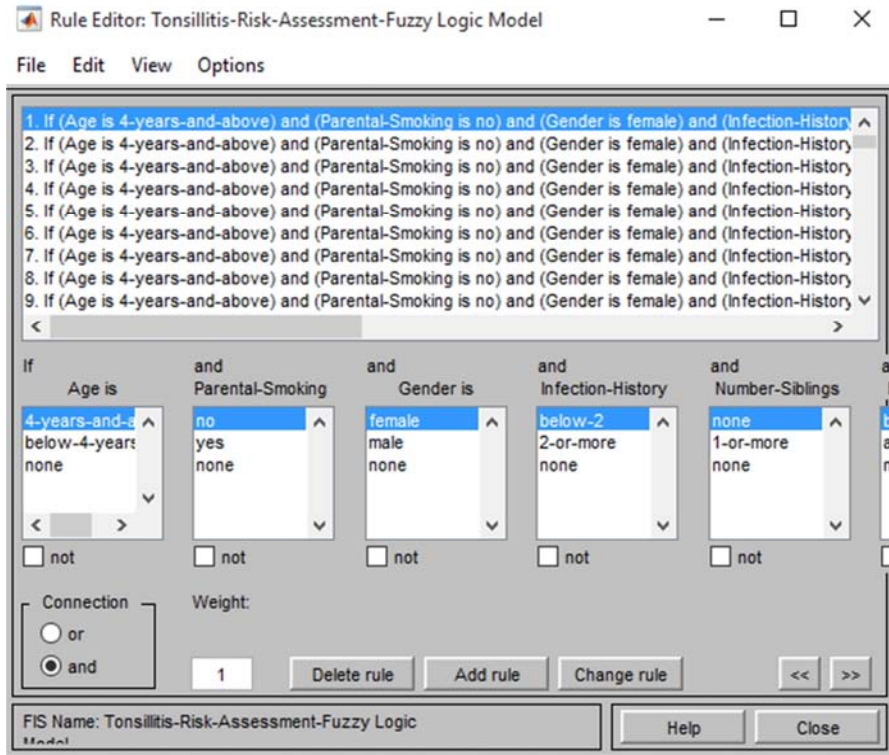 Rule Editor: Tonsillitis-Risk-Assessment-Fuzzy Logic Model
File Edit View Options
1. If (Age is 4-years-and-above) and (Parental-Smoking is no) and (Gender is female) and (Infection-History
2. If (Age is 4-years-and-above) and (Parental-Smoking is no) and (Gender is female) and (Infection-History
3. If (Age is 4-years-and-above) and (Parental-Smoking is no) and (Gender is female) and (Infection-History
4. If (Age is 4-years-and-above) and (Parental-Smoking is no) and (Gender is female) and (Infection-History
5. If (Age is 4-years-and-above) and (Parental-Smoking is no) and (Gender is female) and (Infection-History
6. If (Age is 4-years-and-above) and (Parental-Smoking is no) and (Gender is female) and (Infection-History
7. If (Age is 4-years-and-above) and (Parental-Smoking is no) and (Gender is female) and (Infection-History
8. If (Age is 4-years-and-above) and (Parental-Smoking is no) and (Gender is female) and (Infection-History
9. If (Age is 4-years-and-above) and (Parental-Smoking is no) and (Gender is female) and (Infection-History
If and and and and
Age is Parental-Smoking Gender is Infection-History Number-Siblings
4-years-and-a no female below-2 none
below-4-years yes male 2-or-more 1-or-more
none none none none none
not not not not not
Connection Weight:
or
and 1 Delete rule Add rule Change rule << >>
FIS Name: Tonsillitis-Risk-Assessment-Fuzzy Logic
Help Close